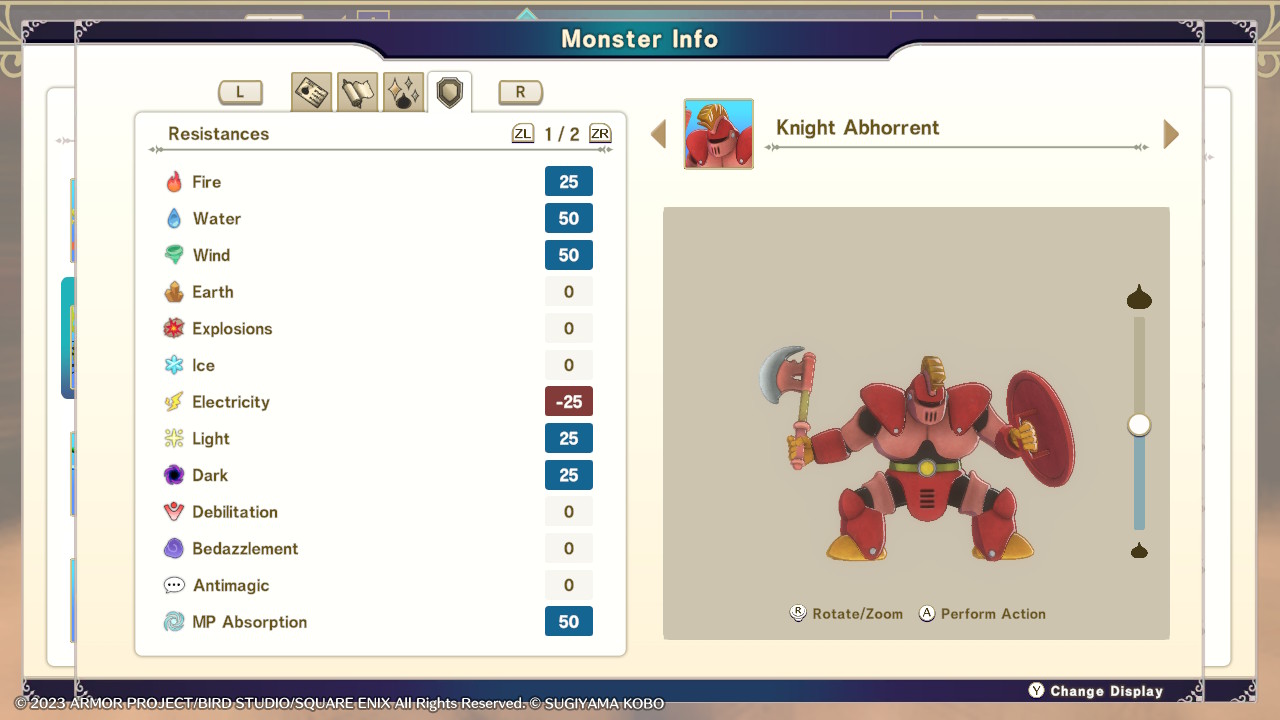 Monster Info
L
R
Resistances
ZL 1 / 2 ZR
Fire 25
Water 50
Wind 50
Earth 0
Explosions 0
Ice 0
Electricity -25
Light 25
Dark 25
Debilitation 0
Bedazzlement 0
Antimagic 0
MP Absorption 50
Knight Abhorrent
R Rotate/Zoom A Perform Action
Y Change Display
© 2023 ARMOR PROJECT/BIRD STUDIO/SQUARE ENIX All Rights Reserved. © SUGIYAMA KOBO